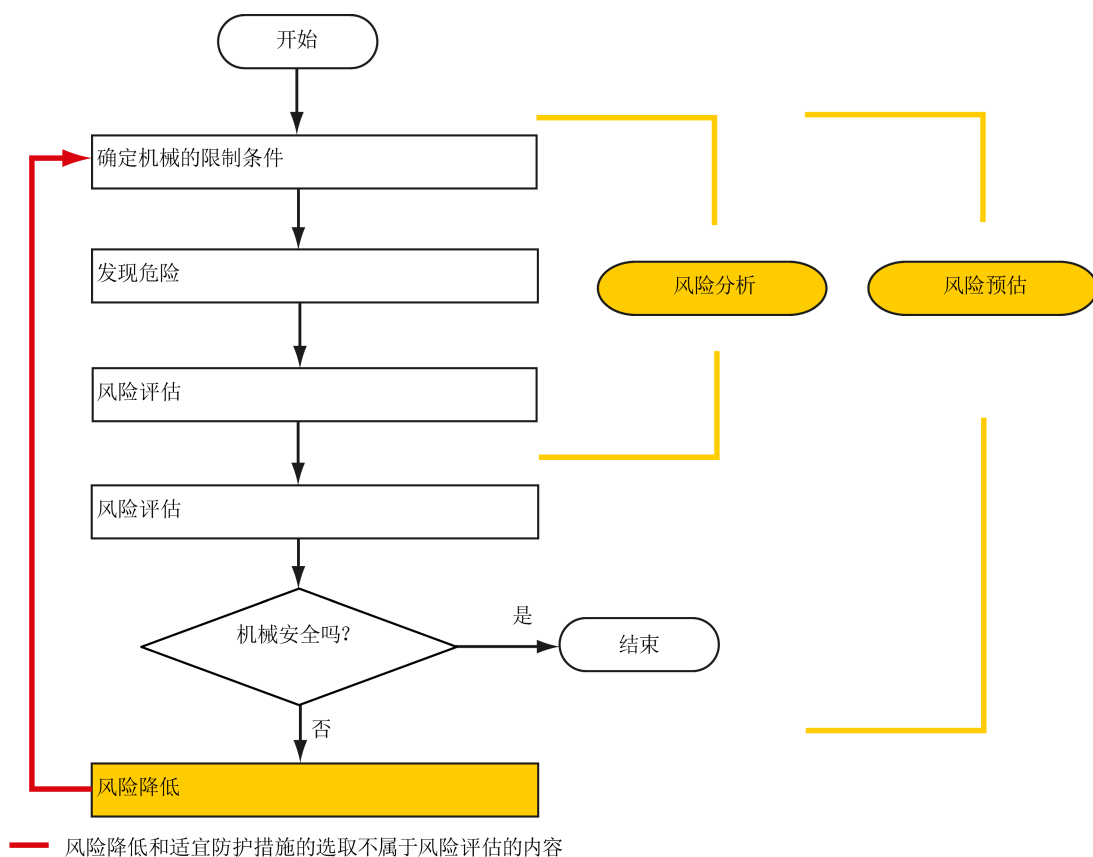 开始
确定机械的限制条件
发现危险
风险分析
风险预估
风险评估
风险评估
机械安全吗？
是
结束
否
风险降低
风险降低和适宜防护措施的选取不属于风险评估的内容